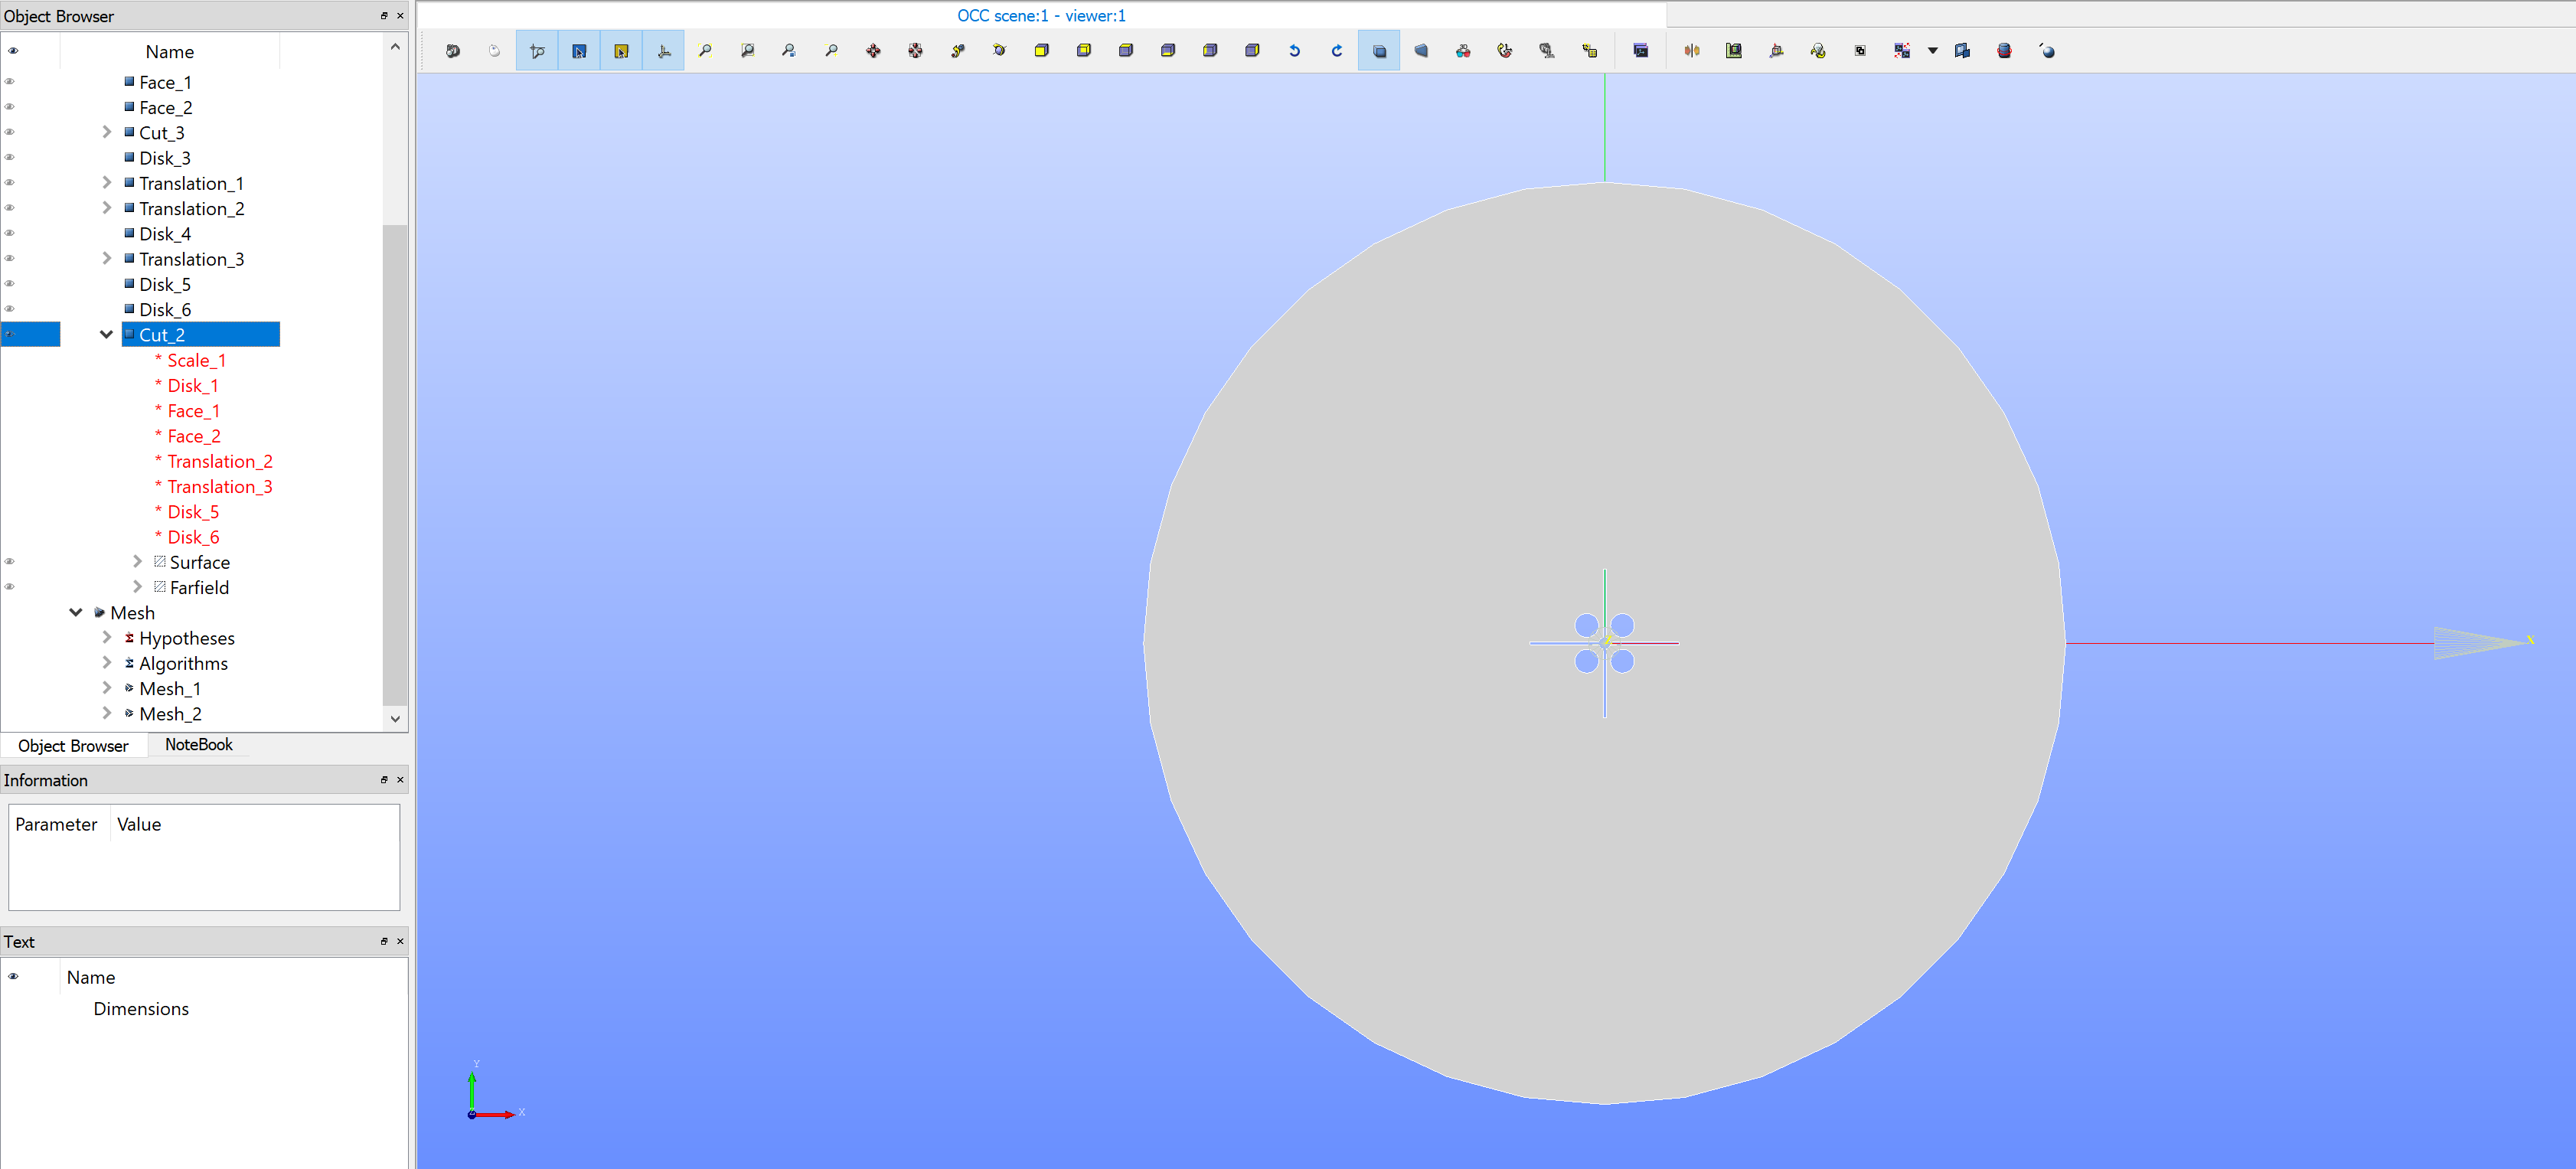 Object Browser
Name
Face_1
Face_2
Cut_3
Disk_3
Translation_1
Translation_2
Disk_4
Translation_3
Disk_5
Disk_6
Cut_2
* Scale_1
* Disk_1
* Face_1
* Face_2
* Translation_2
* Translation_3
* Disk_5
* Disk_6
Surface
Farfield
Mesh
Hypotheses
Algorithms
Mesh_1
Mesh_2
Object Browser NoteBook
Information
Parameter Value
Text
Name
Dimensions
OCC scene:1 - viewer:1
X
Y
X